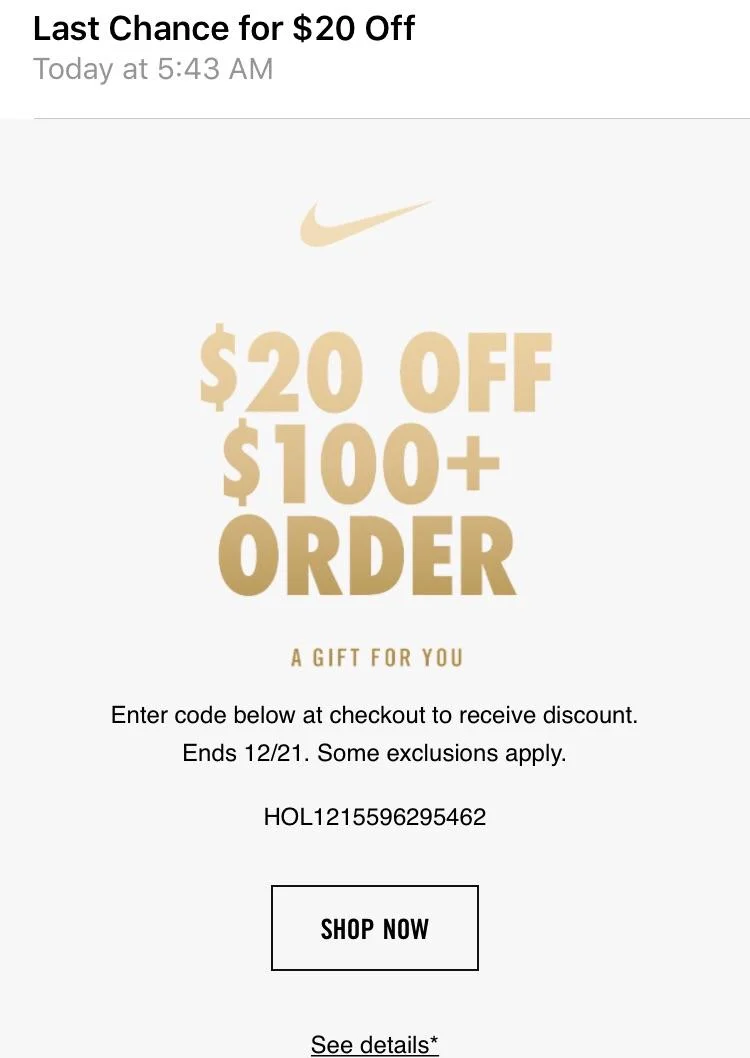 Last Chance for $20 Off
Today at 5:43 AM
$20 OFF
$100+
ORDER
A GIFT FOR YOU
Enter code below at checkout to receive discount.
Ends 12/21. Some exclusions apply.
HOL1215596295462
SHOP NOW
See details*